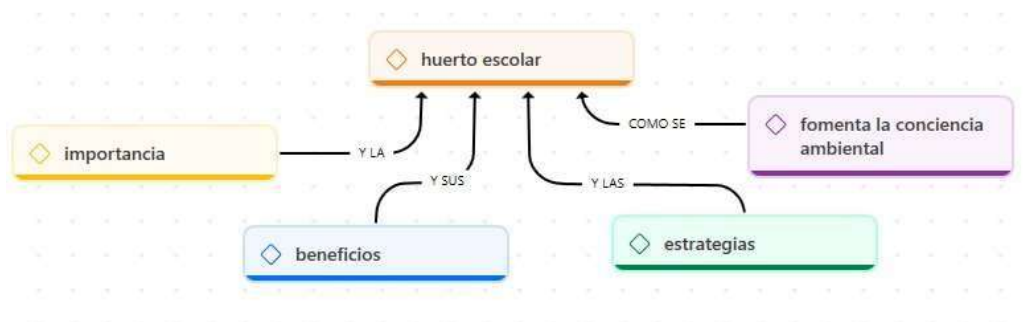 huerto escolar
COMO SE
fomenta la conciencia
ambiental
importancia
Y LA
Y SUS
Y LAS
beneficios
estrategias